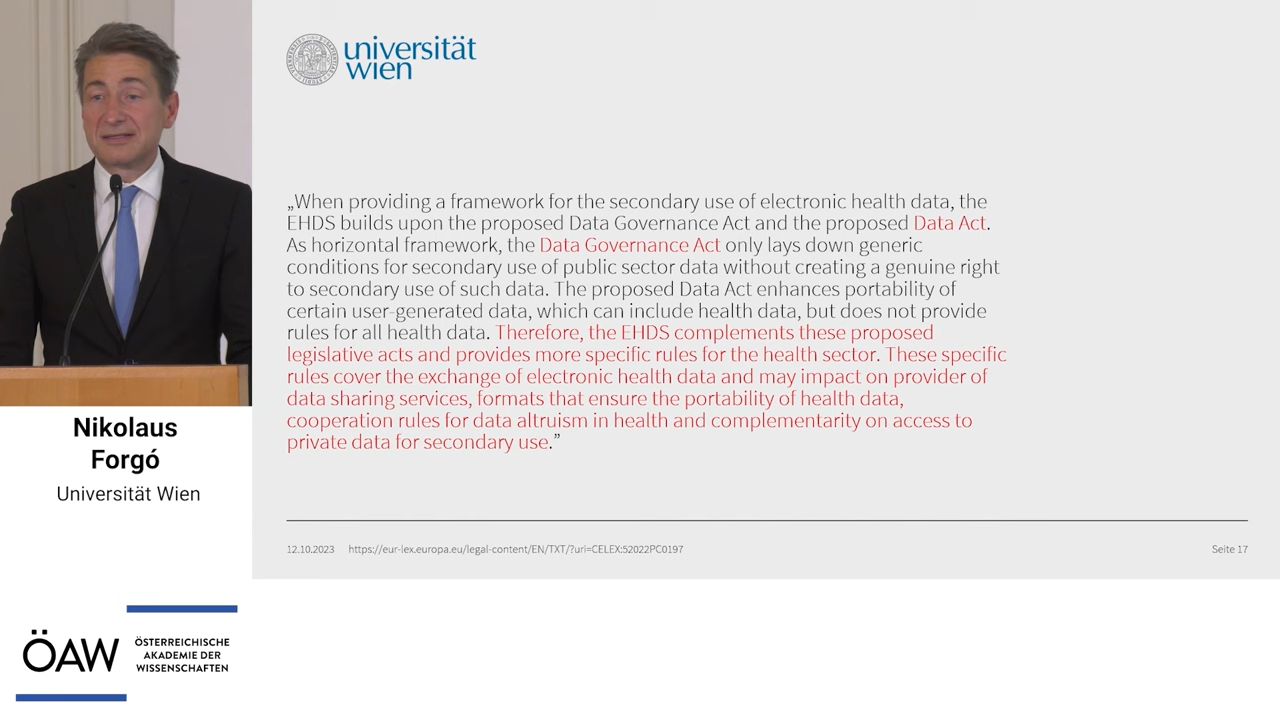 universität
wien
„When providing a framework for the secondary use of electronic health data, the
EHDS builds upon the proposed Data Governance Act and the proposed Data Act.
As horizontal framework, the Data Governance Act only lays down generic
conditions for secondary use of public sector data without creating a genuine right
to secondary use of such data. The proposed Data Act enhances portability of
certain user-generated data, which can include health data, but does not provide
rules for all health data. Therefore, the EHDS complements these proposed
legislative acts and provides more specific rules for the health sector. These specific
rules cover the exchange of electronic health data and may impact on provider of
data sharing services, formats that ensure the portability of health data,
cooperation rules for data altruism in health and complementarity on access to
private data for secondary use.”
12.10.2023 https://eur-lex.europa.eu/legal-content/EN/TXT/?uri=CELEX:52022PC0197 Seite 17
Nikolaus
Forgó
Universität Wien
ÖAW
ÖSTERREICHISCHE
AKADEMIE DER
WISSENSCHAFTEN